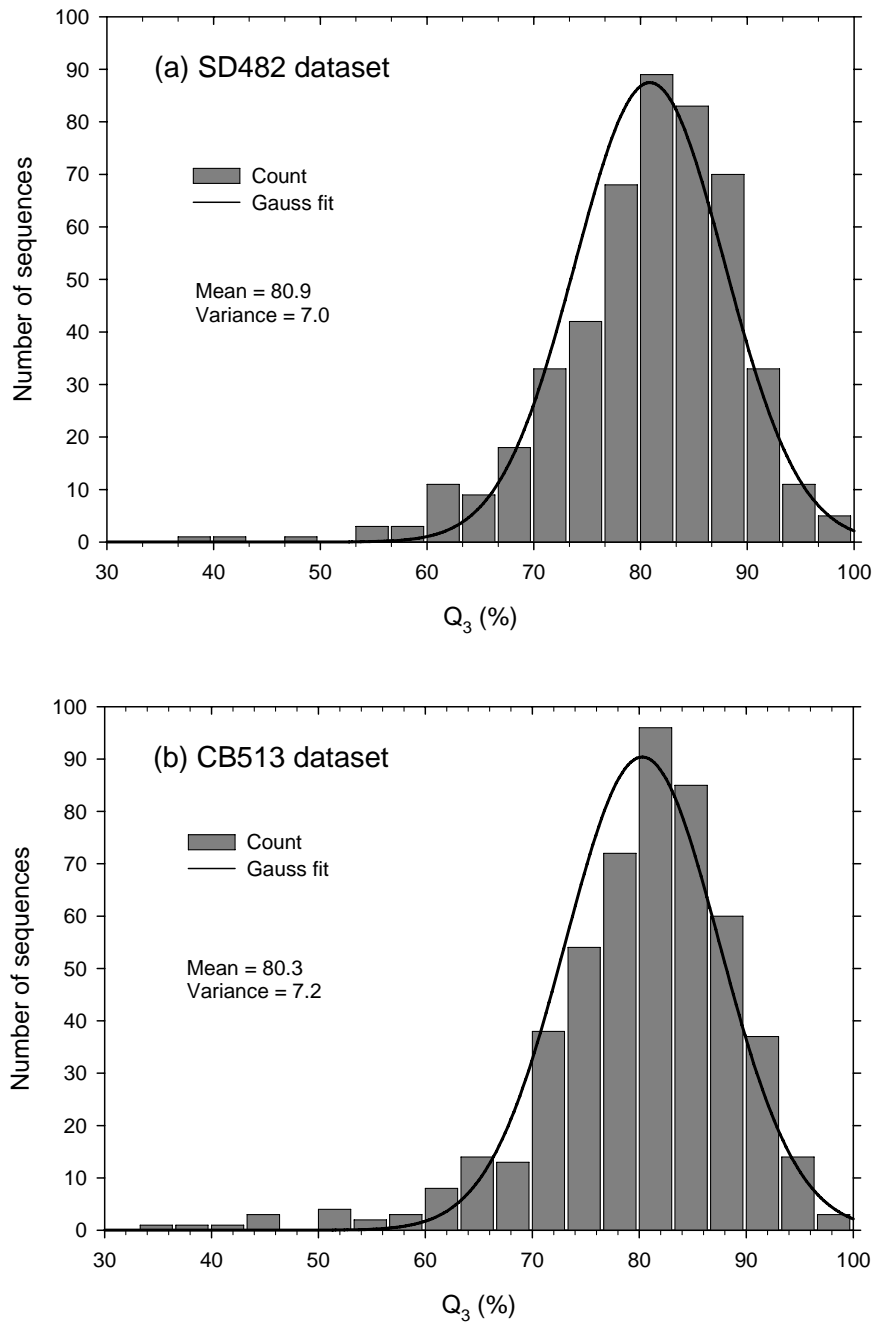 100
90
80
70
60
50
40
30
20
10
0
Number of sequences
(a) SD482 dataset
Count
Gauss fit
Mean = 80.9
Variance = 7.0
30 40 50 60 70 80 90 100
Q3 (%)
100
90
80
70
60
50
40
30
20
10
0
Number of sequences
(b) CB513 dataset
Count
Gauss fit
Mean = 80.3
Variance = 7.2
30 40 50 60 70 80 90 100
Q3 (%)